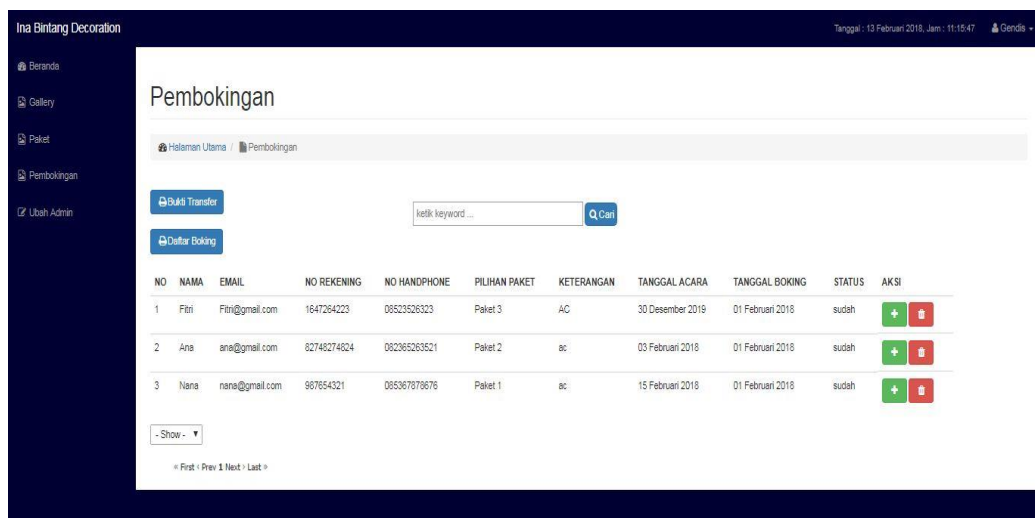 Ina Bintang Decoration
Tanggal : 13 Februari 2018, Jam : 11:15:47
Gendis
Beranda
Gallery
Paket
Pembokingan
Ubah Admin
Pembokingan
Halaman Utama / Pembokingan
Bukti Transfer
ketik keyword ...
Cari
Daftar Boking
NO NAMA EMAIL NO REKENING NO HANDPHONE PILIHAN PAKET KETERANGAN TANGGAL ACARA TANGGAL BOKING STATUS AKSI
1 Fitri Fitri@gmail.com 1647264223 08523526323 Paket 3 AC 30 Desember 2019 01 Februari 2018 sudah
2 Ana ana@gmail.com 82748274824 082365263521 Paket 2 ac 03 Februari 2018 01 Februari 2018 sudah
3 Nana nana@gmail.com 987654321 085367878676 Paket 1 ac 15 Februari 2018 01 Februari 2018 sudah
- Show -
« First ‹ Prev 1 Next › Last »